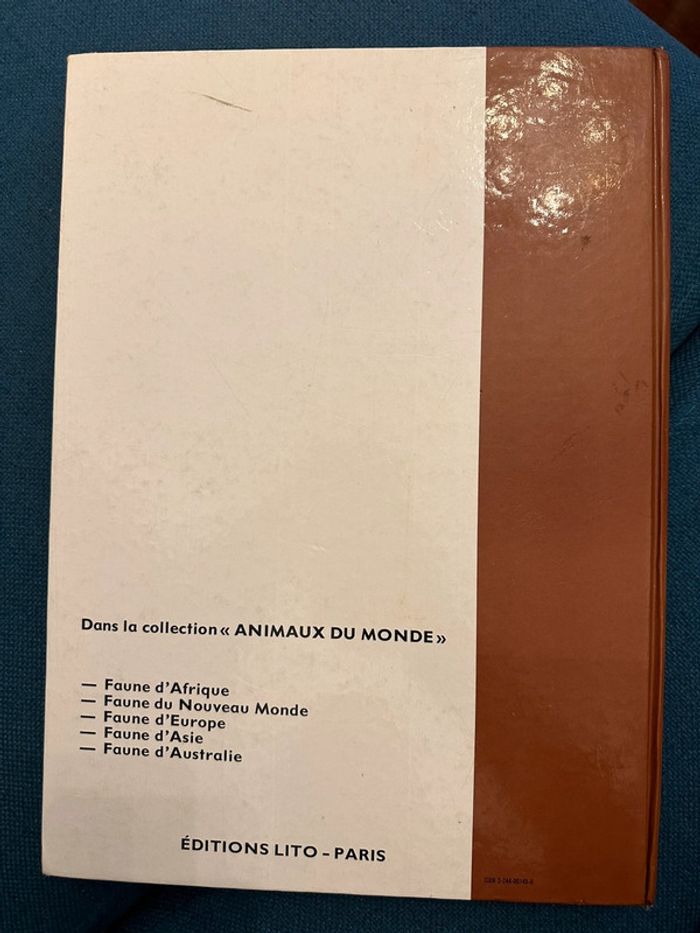 Dans la collection « ANIMAUX DU MONDE »
— Faune d'Afrique
— Faune du Nouveau Monde
— Faune d'Europe
— Faune d'Asie
— Faune d'Australie
ÉDITIONS LITO – PARIS